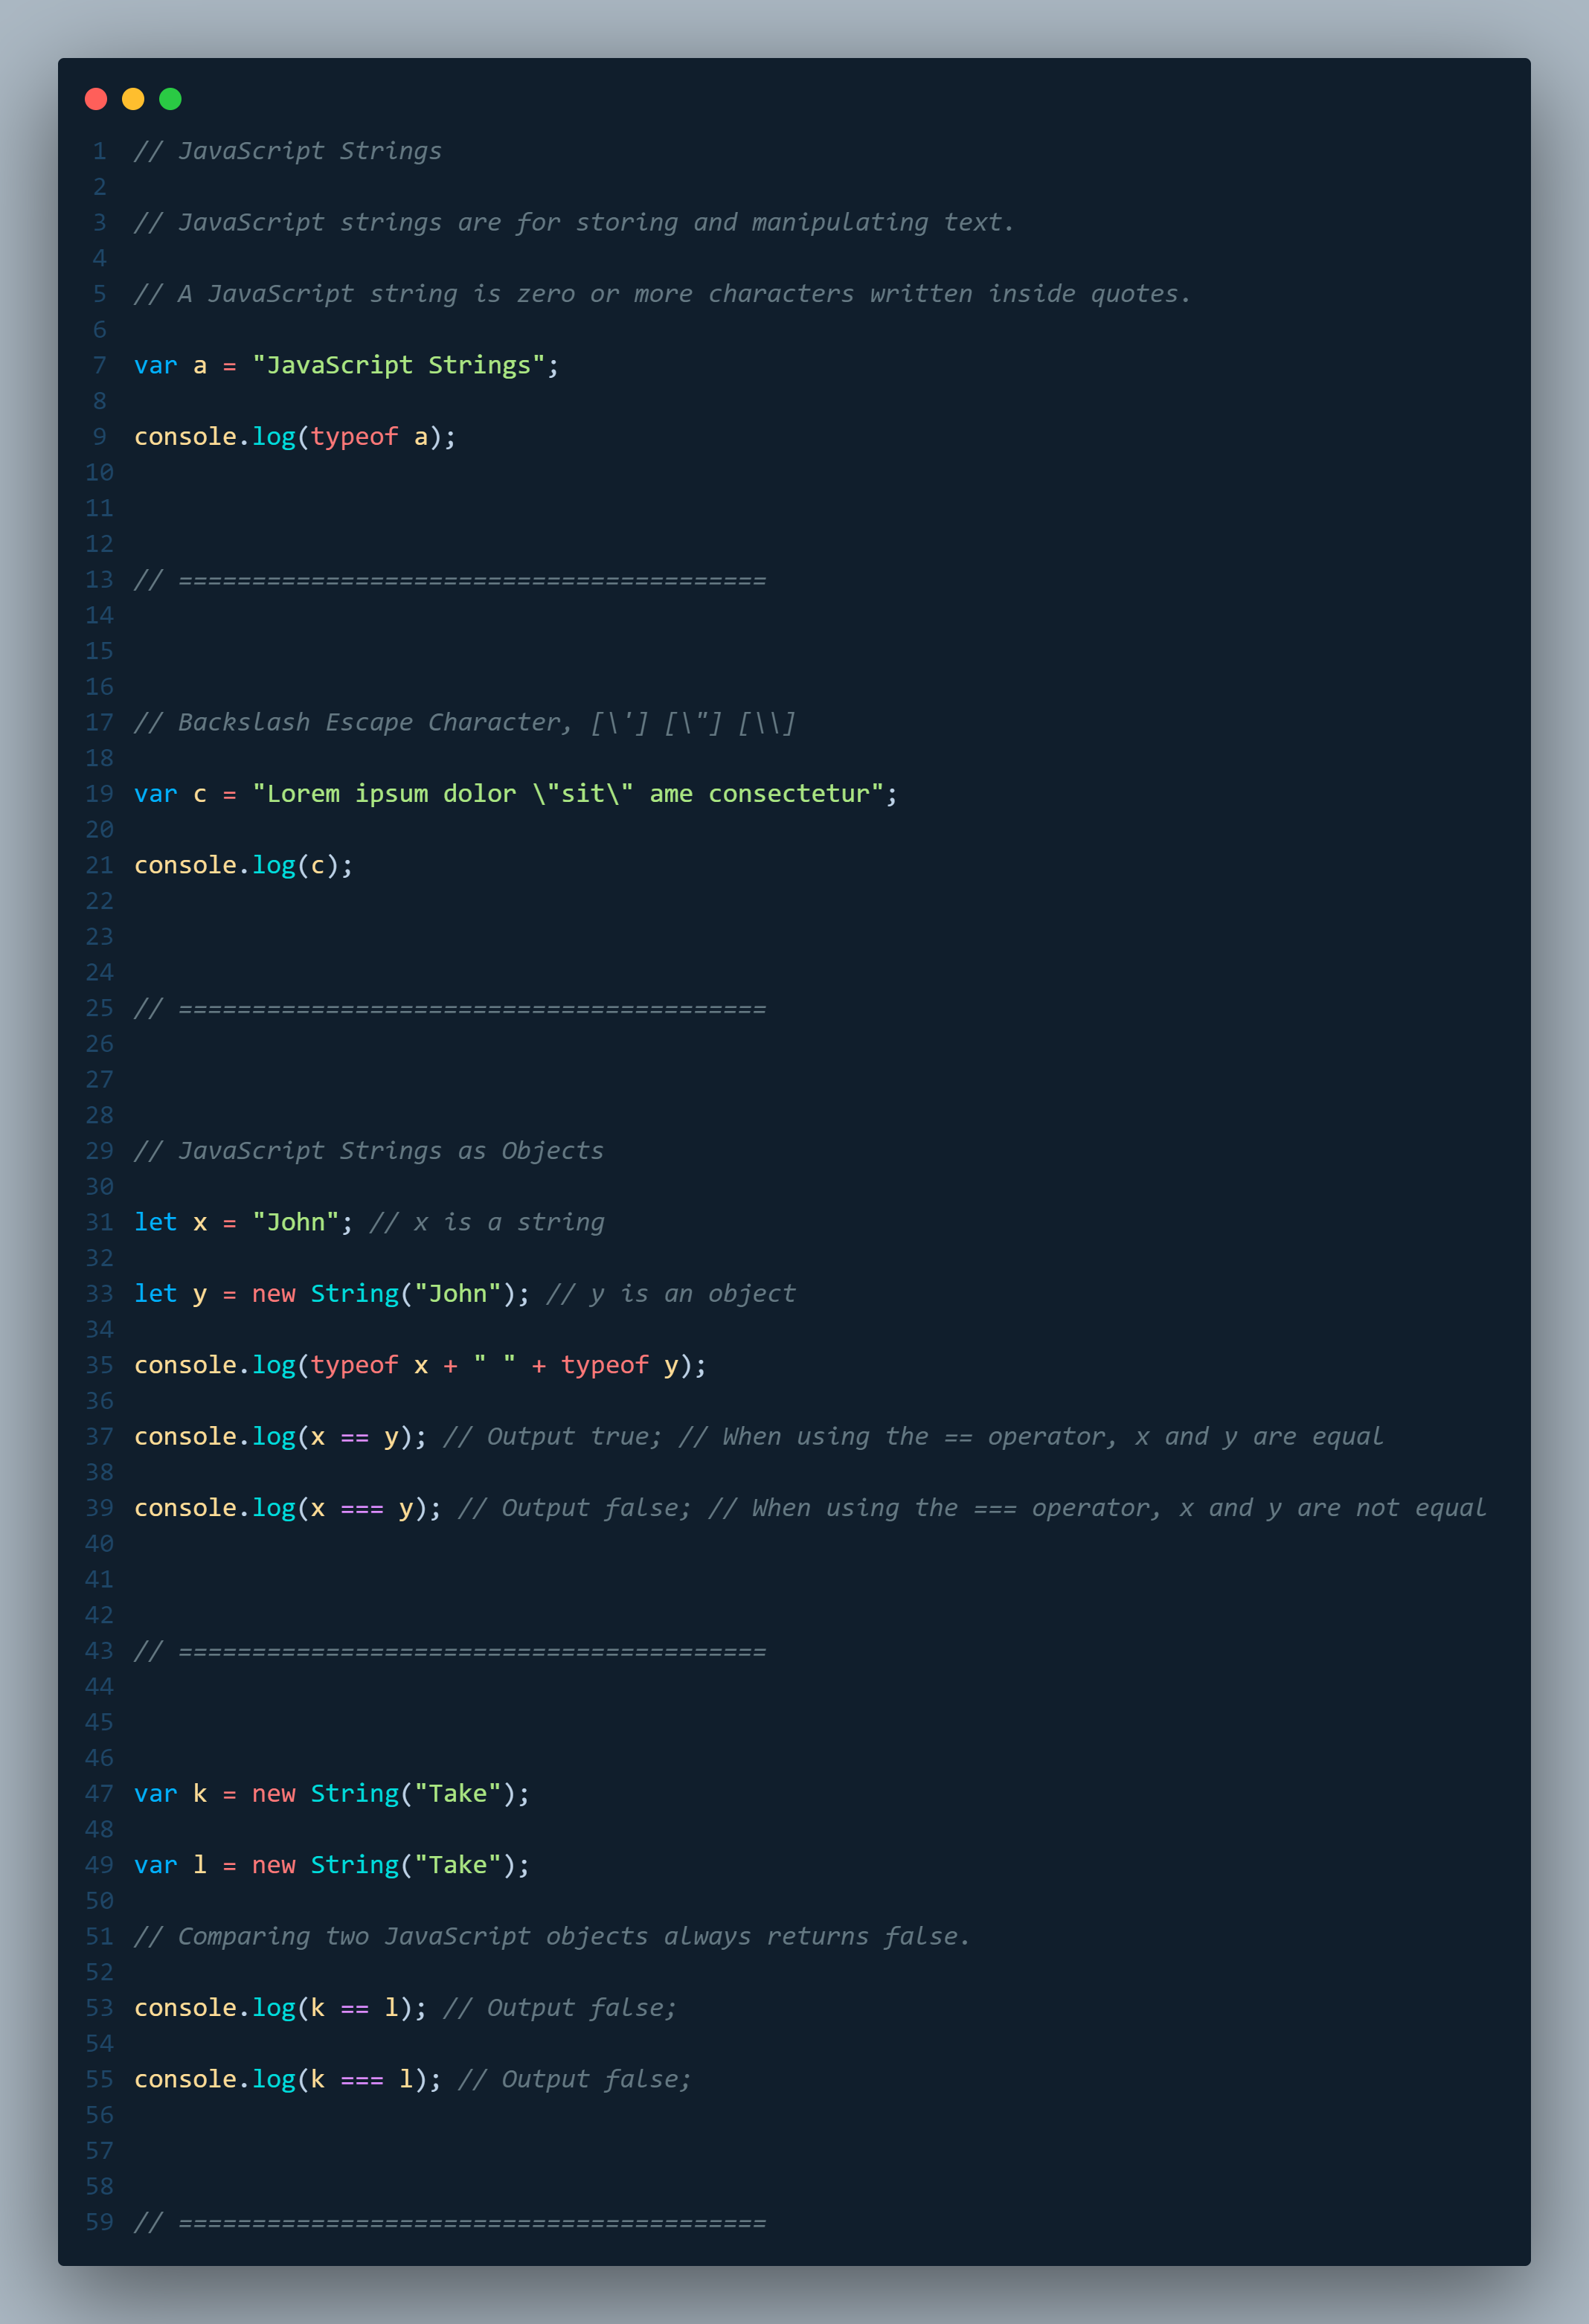 1 // JavaScript Strings
2
3 // JavaScript strings are for storing and manipulating text.
4
5 // A JavaScript string is zero or more characters written inside quotes.
6
7 var a = "JavaScript Strings";
8
9 console.log(typeof a);
10
11
12
13 // ========================================
14
15
16
17 // Backslash Escape Character, [\'] [\"] [\\]
18
19 var c = "Lorem ipsum dolor \"sit\" ame consectetur";
20
21 console.log(c);
22
23
24
25 // ========================================
26
27
28
29 // JavaScript Strings as Objects
30
31 let x = "John"; // x is a string
32
33 let y = new String("John"); // y is an object
34
35 console.log(typeof x + " " + typeof y);
36
37 console.log(x == y); // Output true; // When using the == operator, x and y are equal
38
39 console.log(x === y); // Output false; // When using the === operator, x and y are not equal
40
41
42
43 // ========================================
44
45
46
47 var k = new String("Take");
48
49 var l = new String("Take");
50
51 // Comparing two JavaScript objects always returns false.
52
53 console.log(k == l); // Output false;
54
55 console.log(k === l); // Output false;
56
57
58
59 // ========================================